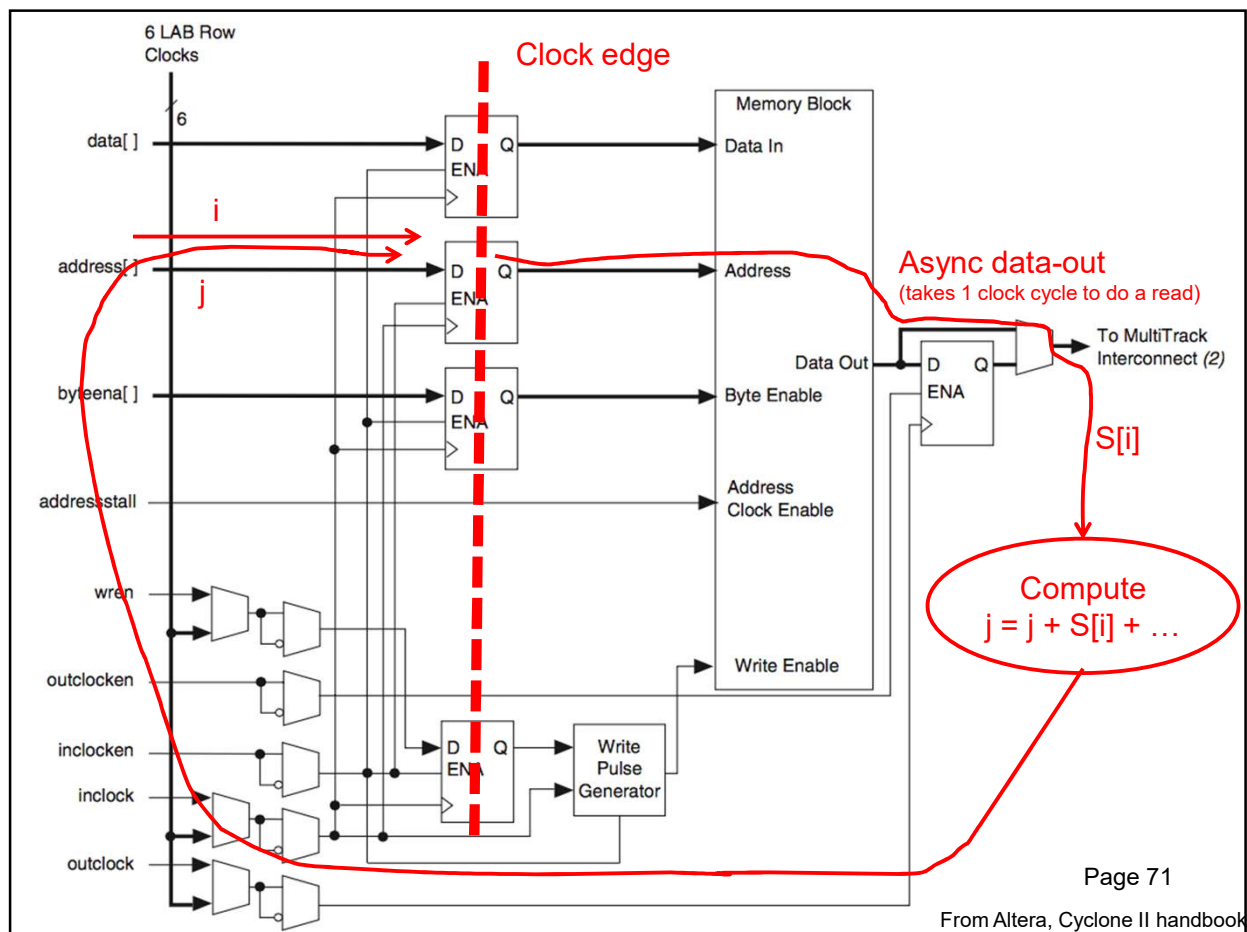 6 LAB Row
Clocks
Clock edge
6
Memory Block
data[ ]
D Q
ENA
Data In
i
address[ ]
j
D Q
ENA
Address
Async data-out
(takes 1 clock cycle to do a read)
To MultiTrack
Interconnect (2)
Data Out
D Q
ENA
byteena[ ]
D Q
ENA
Byte Enable
S[i]
addressstall
Address
Clock Enable
Compute
j = j + S[i] + …
wren
Write Enable
outclocken
inclocken
D Q
ENA
Write
Pulse
Generator
inclock
outclock
Page 71
From Altera, Cyclone II handbook